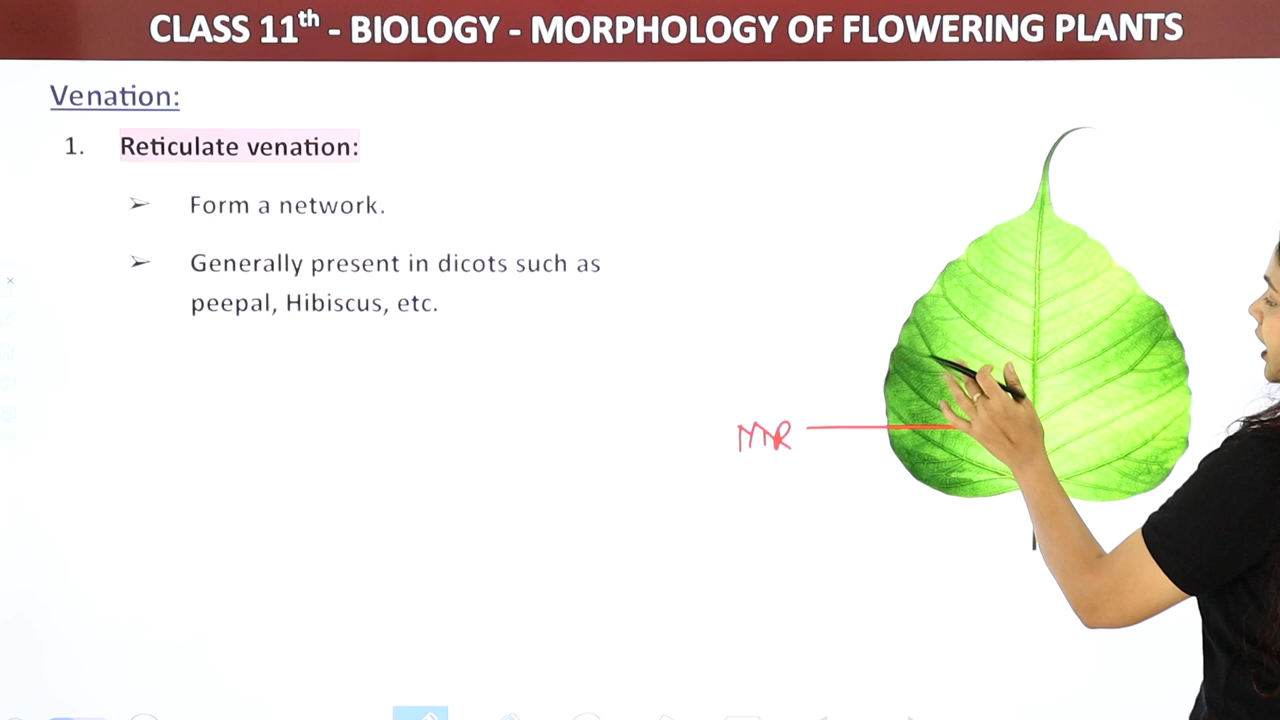 CLASS 11th - BIOLOGY - MORPHOLOGY OF FLOWERING PLANTS
Venation:
1. Reticulate venation:
➢ Form a network.
➢ Generally present in dicots such as
peepal, Hibiscus, etc.
MR